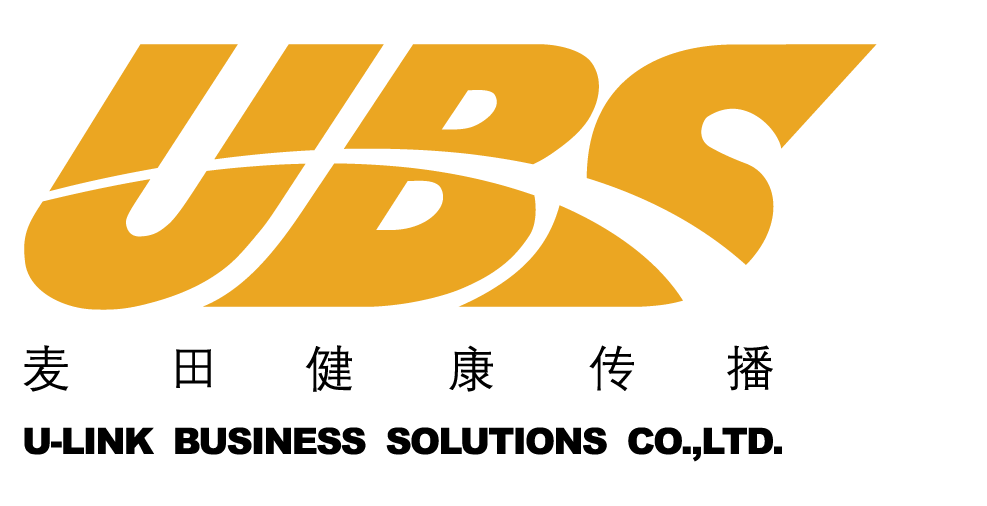 UBS
麦田健康传播
U-LINK BUSINESS SOLUTIONS CO.,LTD.